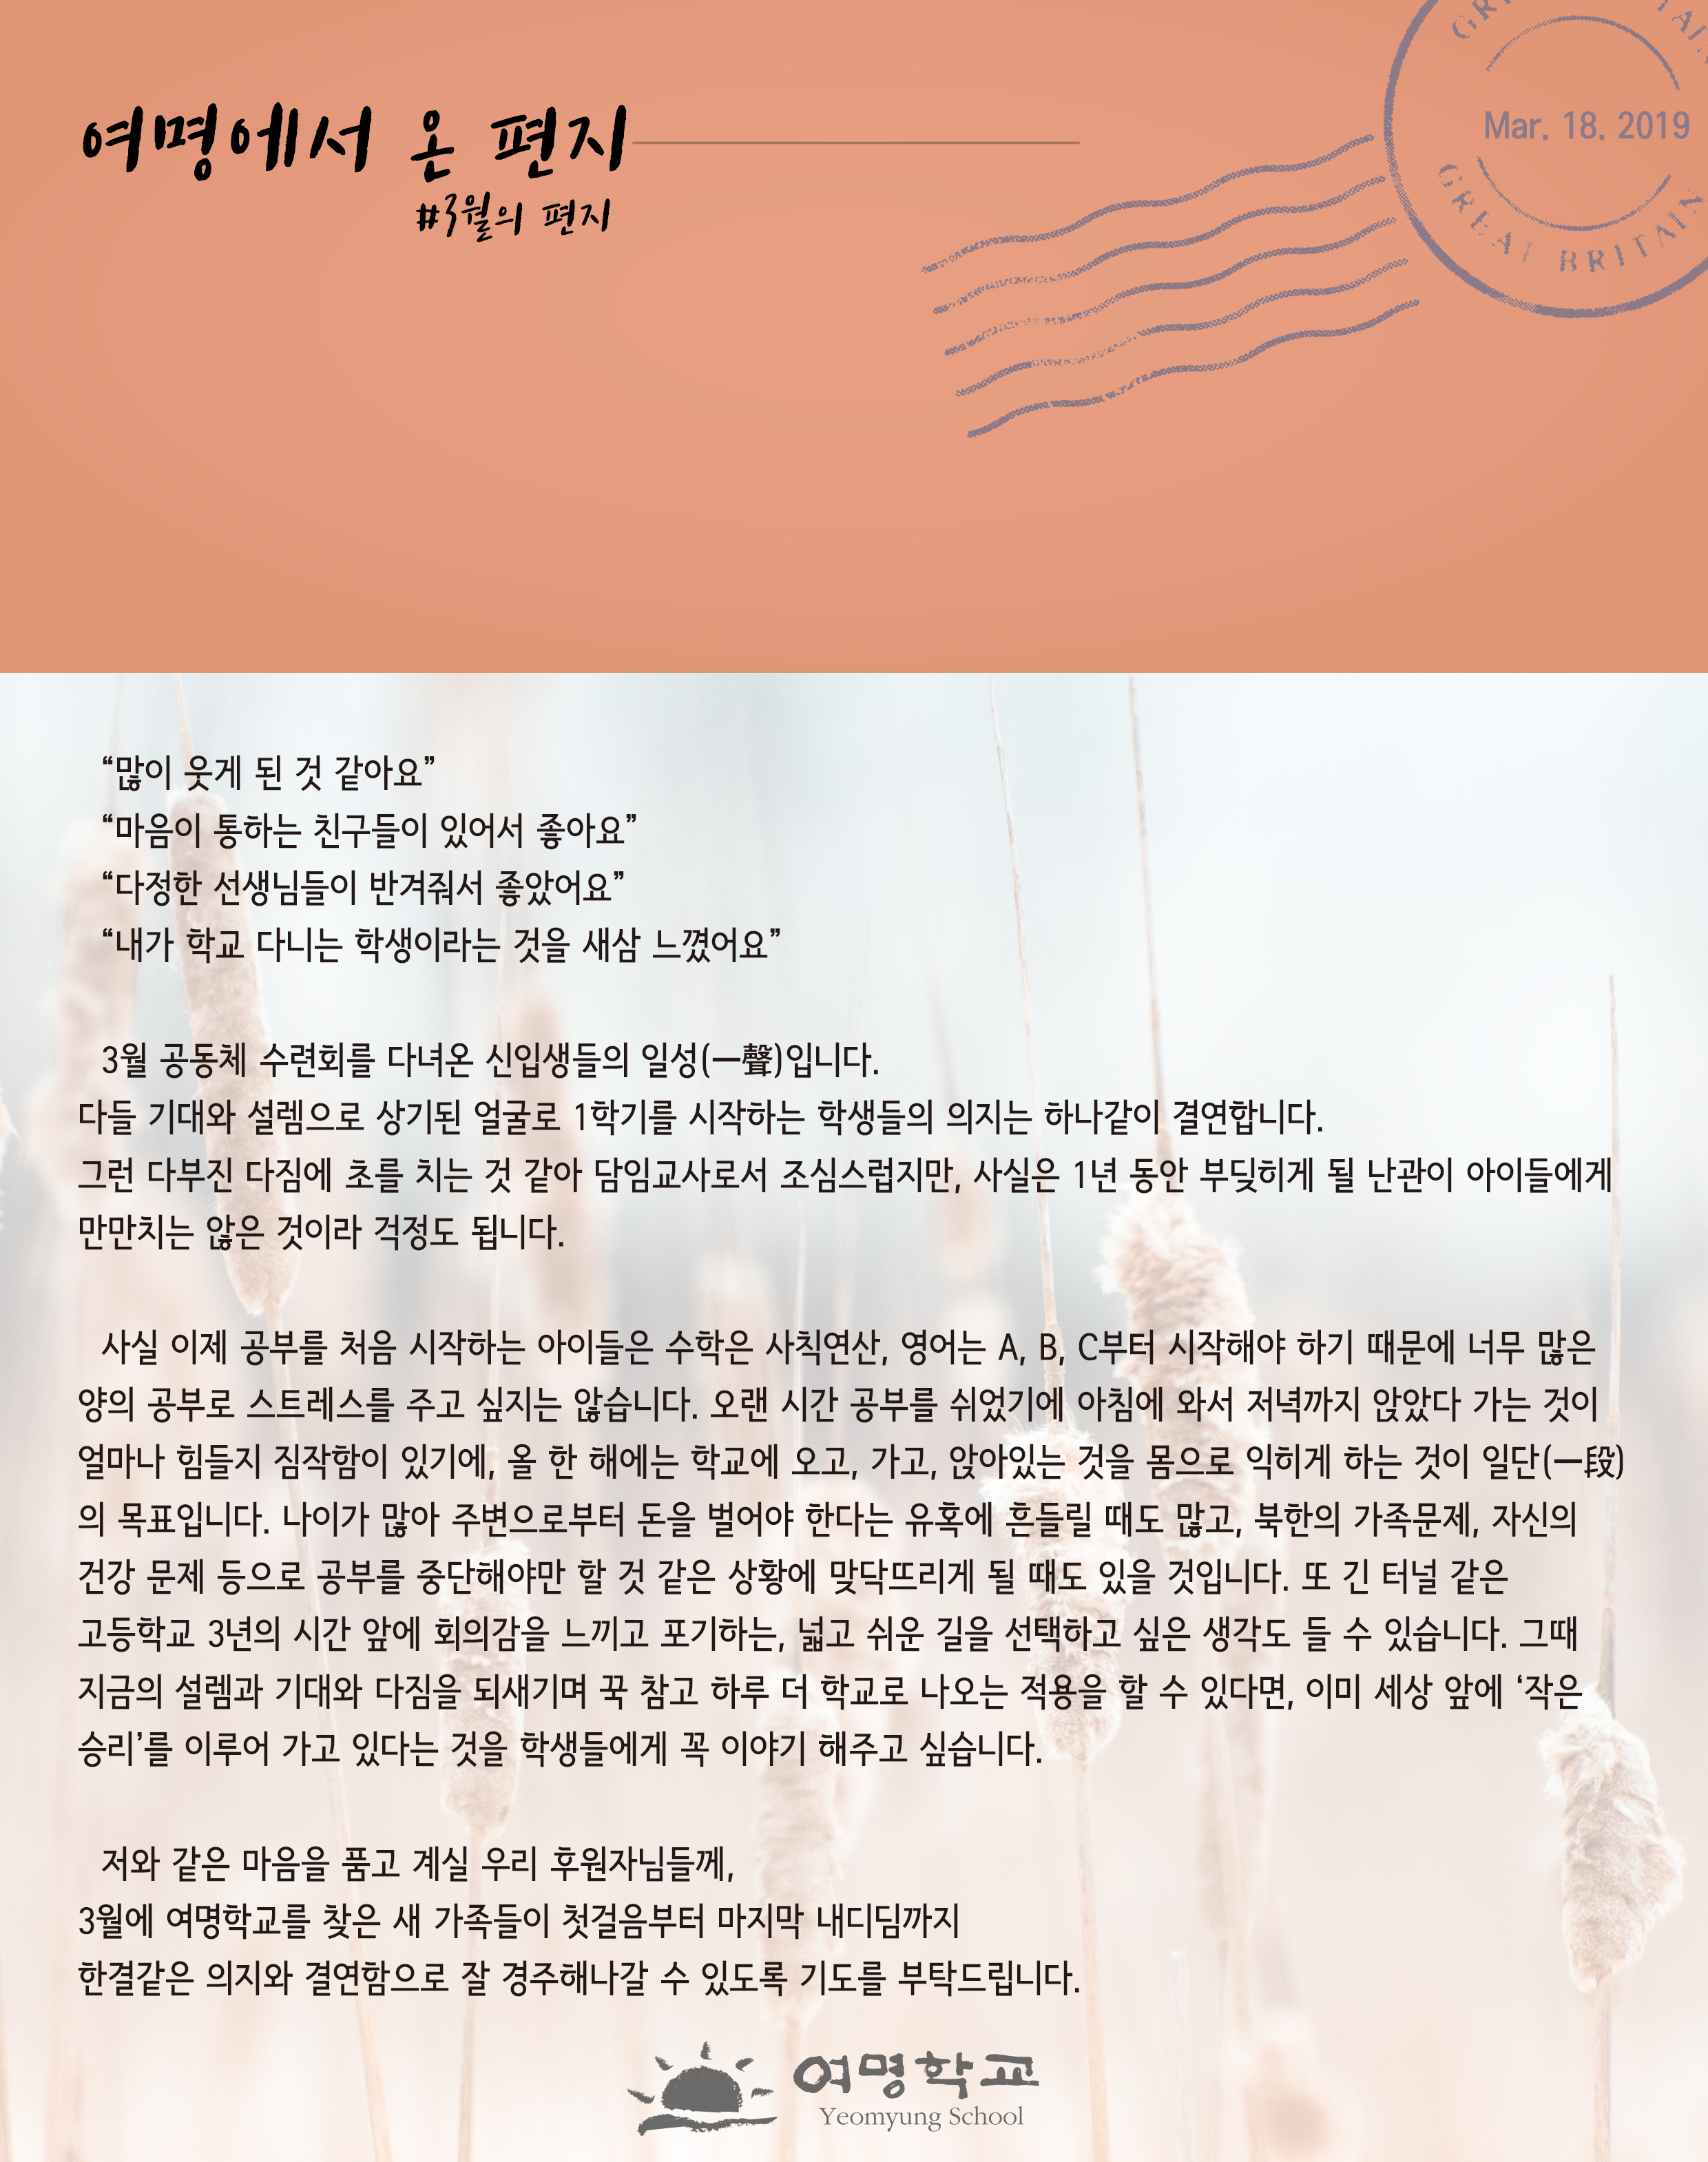 여명에서 온 편지
#3월의 편지
Mar. 18. 2019
GREAT BRITAIN
“많이 웃게 된 것 같아요”
“마음이 통하는 친구들이 있어서 좋아요”
“다정한 선생님들이 반겨줘서 좋았어요”
“내가 학교 다니는 학생이라는 것을 새삼 느꼈어요”
3월 공동체 수련회를 다녀온 신입생들의 일성(一聲)입니다.
다들 기대와 설렘으로 상기된 얼굴로 1학기를 시작하는 학생들의 의지는 하나같이 결연합니다.
그런 다부진 다짐에 초를 치는 것 같아 담임교사로서 조심스럽지만, 사실은 1년 동안 부딪히게 될 난관이 아이들에게
만만치는 않은 것이라 걱정도 됩니다.
사실 이제 공부를 처음 시작하는 아이들은 수학은 사칙연산, 영어는 A, B, C부터 시작해야 하기 때문에 너무 많은
양의 공부로 스트레스를 주고 싶지는 않습니다. 오랜 시간 공부를 쉬었기에 아침에 와서 저녁까지 앉았다 가는 것이
얼마나 힘들지 짐작함이 있기에, 올 한 해에는 학교에 오고, 가고, 앉아있는 것을 몸으로 익히게 하는 것이 일단(一段)
의 목표입니다. 나이가 많아 주변으로부터 돈을 벌어야 한다는 유혹에 흔들릴 때도 많고, 북한의 가족문제, 자신의
건강 문제 등으로 공부를 중단해야만 할 것 같은 상황에 맞닥뜨리게 될 때도 있을 것입니다. 또 긴 터널 같은
고등학교 3년의 시간 앞에 회의감을 느끼고 포기하는, 넓고 쉬운 길을 선택하고 싶은 생각도 들 수 있습니다. 그때
지금의 설렘과 기대와 다짐을 되새기며 꾹 참고 하루 더 학교로 나오는 적용을 할 수 있다면, 이미 세상 앞에 ‘작은
승리’를 이루어 가고 있다는 것을 학생들에게 꼭 이야기 해주고 싶습니다.
저와 같은 마음을 품고 계실 우리 후원자님들께,
3월에 여명학교를 찾은 새 가족들이 첫걸음부터 마지막 내디딤까지
한결같은 의지와 결연함으로 잘 경주해나갈 수 있도록 기도를 부탁드립니다.
여명학교
Yeomyung School